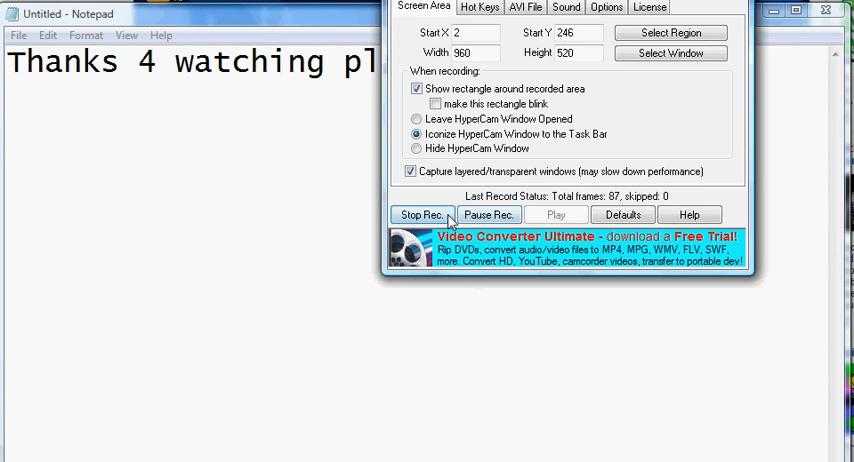 Untitled - Notepad
File Edit Format View Help
Thanks 4 watching pl
Screen Area Hot Keys AVI File Sound Options License
Start X 2 Start Y 246 Select Region
Width 960 Height 520 Select Window
When recording:
Show rectangle around recorded area
make this rectangle blink
Leave HyperCam Window Opened
Iconize HyperCam Window to the Task Bar
Hide HyperCam Window
Capture layered/transparent windows (may slow down performance)
Last Record Status: Total frames: 87, skipped: 0
Stop Rec. Pause Rec. Play Defaults Help
Video Converter Ultimate - download a Free Trial!
Rip DVDs, convert audio/video files to MP4, MPG, WMV, FLV, SWF,
more. Convert HD, YouTube, camcorder videos, transfer to portable dev!